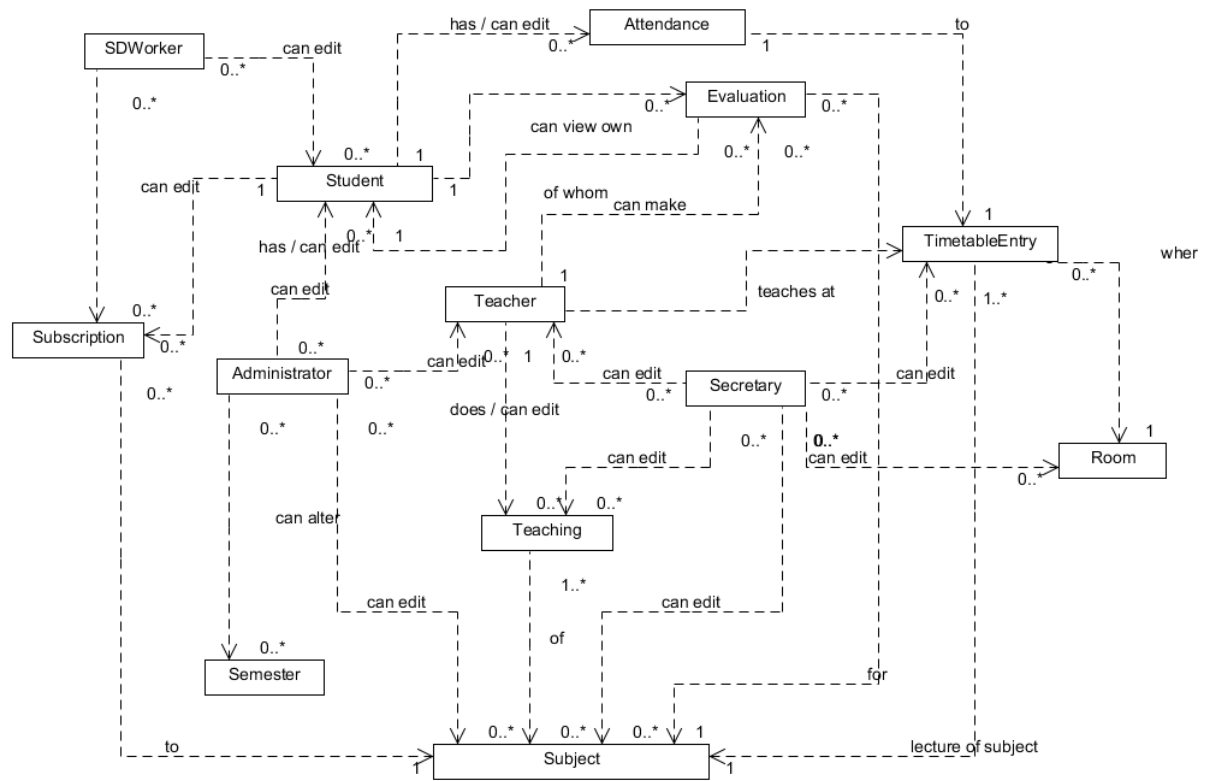 has / can edit
Attendance
to
SDWorker
can edit
0..*
1
0..*
0..*
Evaluation
0..*
0..*
0..*
can view own
0..*
1
0..*
0..*
can edit
1
Student
1
of whom
can make
1
0..*
1
has / can edit
TimetableEntry
wher
0..*
1
can edit
teaches at
0..*
1..*
Teacher
0..*
Subscription
0..*
0..*
0..*
1
0..*
can edit
Administrator
0..*
can edit
Secretary
can edit
0..*
0..*
0..*
does / can edit
0..*
0..*
0..*
0..*
1
can edit
can edit
Room
0..*
0..*
0..*
can alter
Teaching
1..*
can edit
can edit
of
0..*
Semester
for
0..*
0..*
0..*
1
to
lecture of subject
1
Subject
1